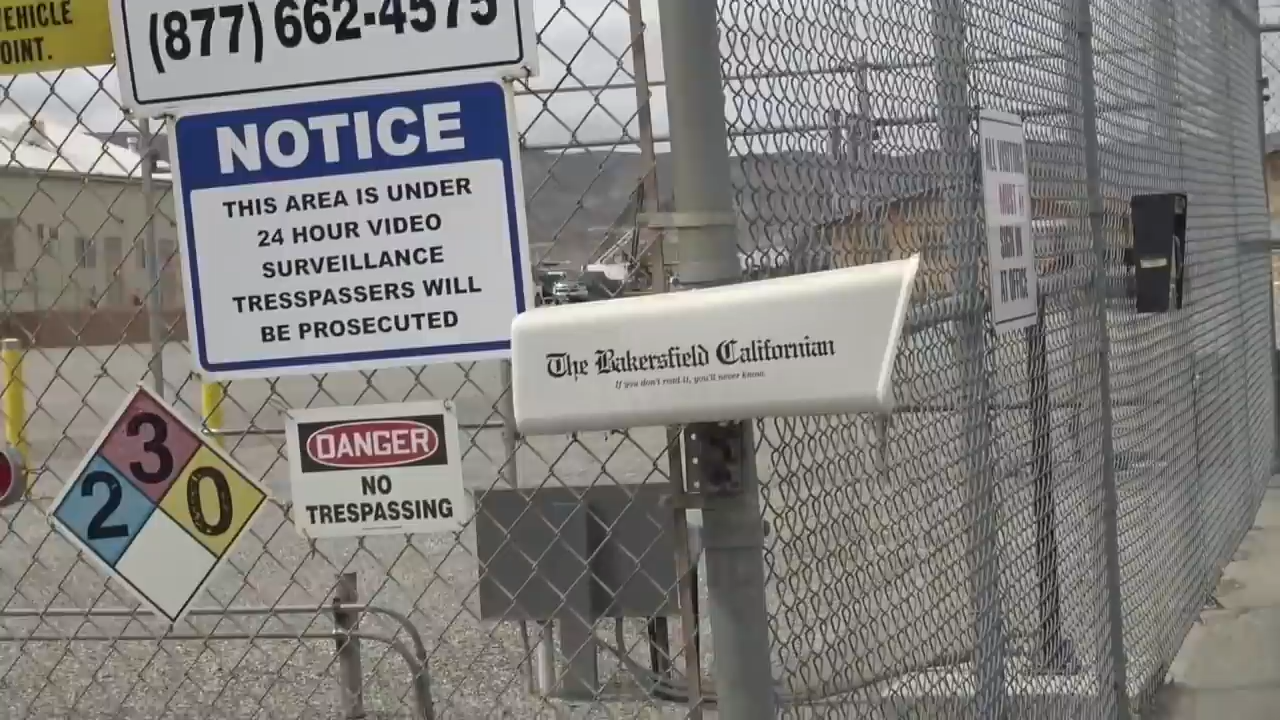 VEHICLE
POINT.
(877) 662-4575
NOTICE
THIS AREA IS UNDER
24 HOUR VIDEO
SURVEILLANCE
TRESSPASSERS WILL
BE PROSECUTED
The Bakersfield Californian
If you don't read it, you'll never know.
ALL VISITORS
MUST
SIGN IN
AT OFFICE
3
2
0
DANGER
NO
TRESPASSING